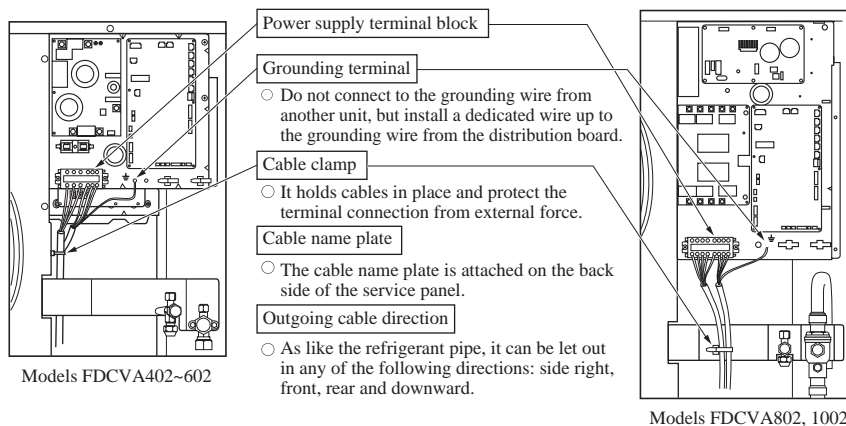 Power supply terminal block
Grounding terminal
○ Do not connect to the grounding wire from
another unit, but install a dedicated wire up to
the grounding wire from the distribution board.
Cable clamp
○ It holds cables in place and protect the
terminal connection from external force.
Cable name plate
○ The cable name plate is attached on the back
side of the service panel.
Outgoing cable direction
○ As like the refrigerant pipe, it can be let out
in any of the following directions: side right,
front, rear and downward.
Models FDCVA402~602
Models FDCVA802, 1002